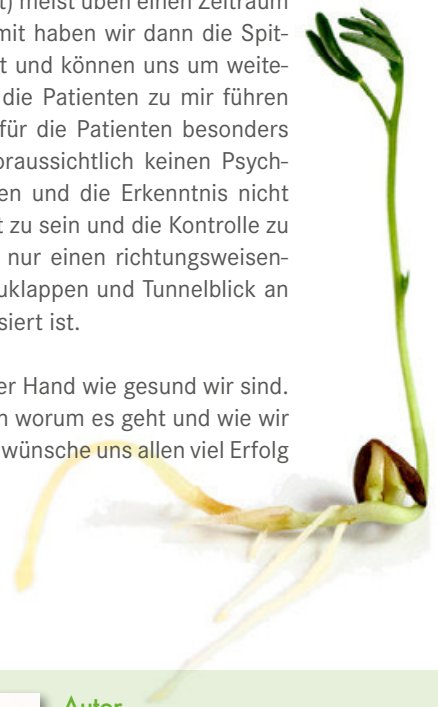 t) meist über einen Zeitraum
mit haben wir dann die Spit-
t und können uns um weite-
die Patienten zu mir führen
für die Patienten besonders
oraussichtlich keinen Psych-
en und die Erkenntnis nicht
t zu sein und die Kontrolle zu
nur einen richtungsweisen-
uklappen und Tunnelblick an
siert ist.
er Hand wie gesund wir sind.
n worum es geht und wie wir
wünsche uns allen viel Erfolg
Autor